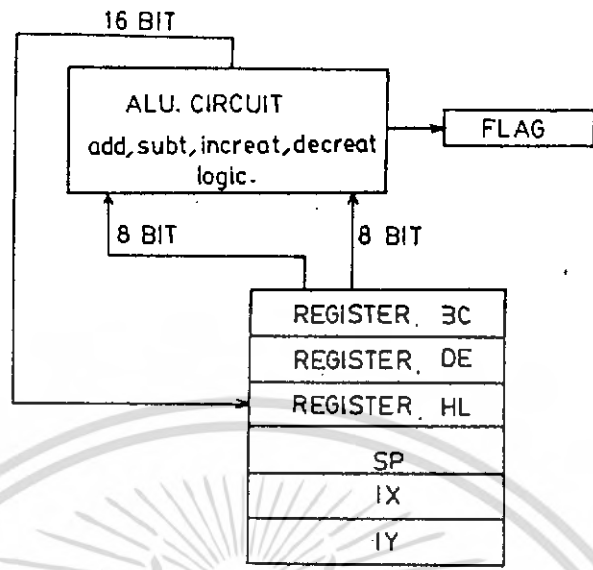 16 BIT
ALU. CIRCUIT
add, subt, increat, decreat
logic.
FLAG
8 BIT
8 BIT
REGISTER. BC
REGISTER. DE
REGISTER. HL
SP
IX
IY